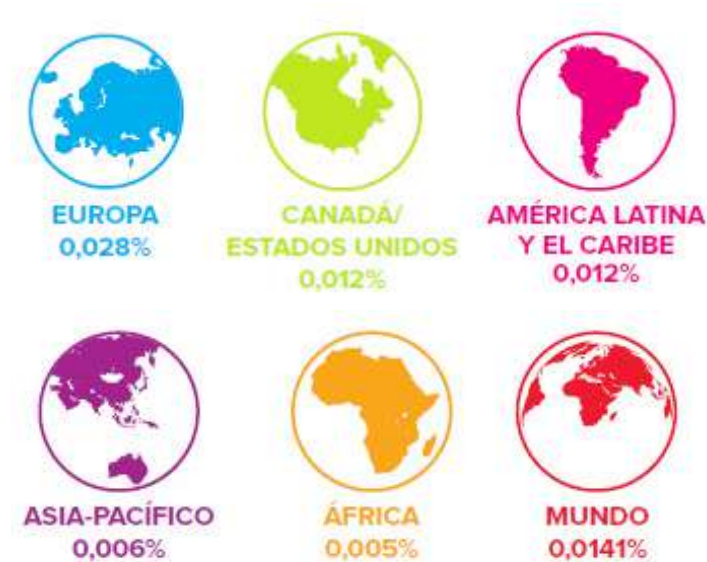 EUROPA
0,028%
CANADÁ/
ESTADOS UNIDOS
0,012%
AMÉRICA LATINA
Y EL CARIBE
0,012%
ASIA-PACÍFICO
0,006%
ÁFRICA
0,005%
MUNDO
0,0141%